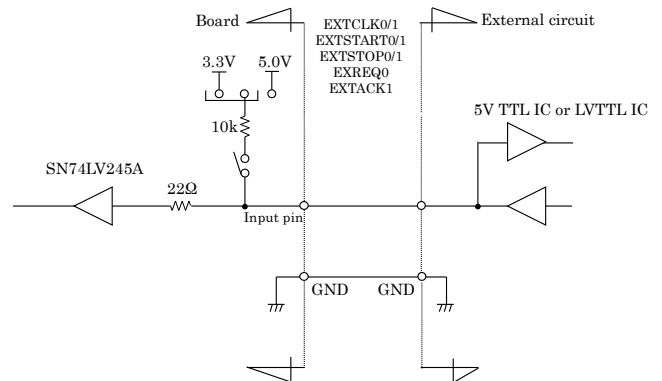 Board
EXTCLK0/1
EXTSTART0/1
EXTSTOP0/1
EXREQ0
EXTACK1
External circuit
3.3V 5.0V
10k
5V TTL IC or LVTTL IC
SN74LV245A
22Ω
Input pin
GND GND